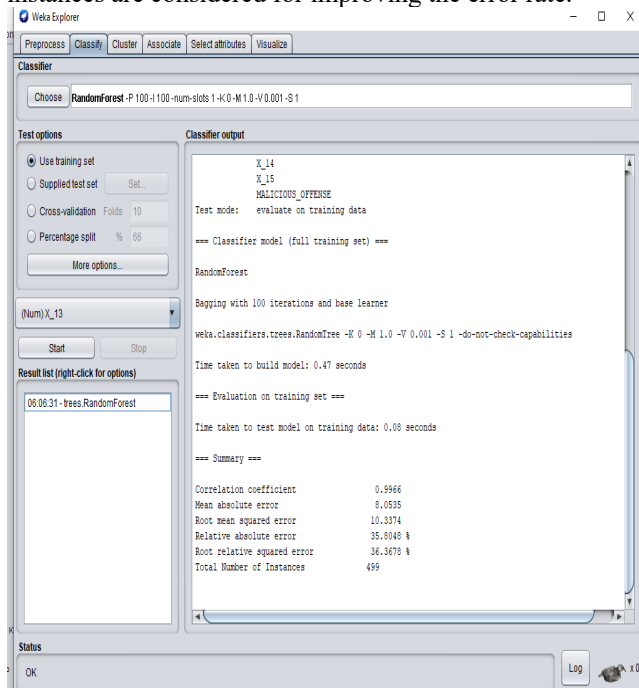 instances are considered for improving the error rate.
Weka Explorer
Preprocess Classify Cluster Associate Select attributes Visualize
Classifier
Choose RandomForest -P 100 -I 100 -num-slots 1 -K 0 -M 1.0 -V 0.001 -S 1
Test options
Use training set
Supplied test set Set...
Cross-validation Folds 10
Percentage split % 66
More options...
(Num) X_13
Start Stop
Result list (right-click for options)
06:06:31 - trees.RandomForest
Classifier output
X_14
X_15
MALICIOUS_OFFENSE
Test mode: evaluate on training data
=== Classifier model (full training set) ===
RandomForest
Bagging with 100 iterations and base learner
weka.classifiers.trees.RandomTree -K 0 -M 1.0 -V 0.001 -S 1 -do-not-check-capabilities
Time taken to build model: 0.47 seconds
=== Evaluation on training set ===
Time taken to test model on training data: 0.08 seconds
=== Summary ===
Correlation coefficient 0.9966
Mean absolute error 8.0535
Root mean squared error 10.3374
Relative absolute error 35.8048 %
Root relative squared error 36.3678 %
Total Number of Instances 499
Status
OK
Log x 0